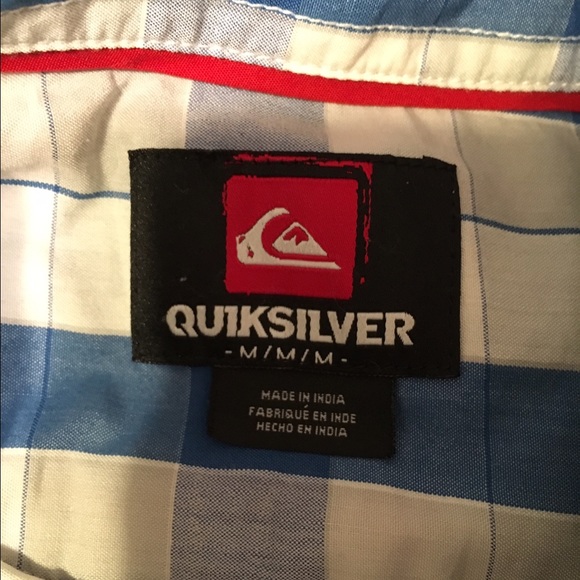 QUIKSILVER
- M / M / M -
MADE IN INDIA
FABRIQUÉ EN INDE
HECHO EN INDIA